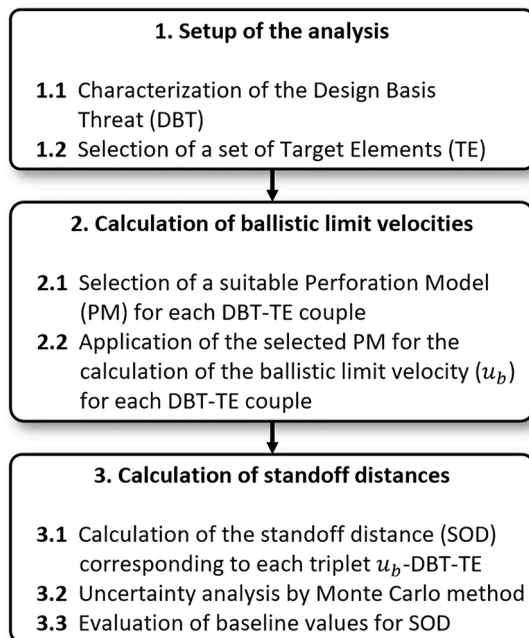 1. Setup of the analysis
1.1 Characterization of the Design Basis
Threat (DBT)
1.2 Selection of a set of Target Elements (TE)
2. Calculation of ballistic limit velocities
2.1 Selection of a suitable Perforation Model
(PM) for each DBT-TE couple
2.2 Application of the selected PM for the
calculation of the ballistic limit velocity (u_b)
for each DBT-TE couple
3. Calculation of standoff distances
3.1 Calculation of the standoff distance (SOD)
corresponding to each triplet u_b-DBT-TE
3.2 Uncertainty analysis by Monte Carlo method
3.3 Evaluation of baseline values for SOD